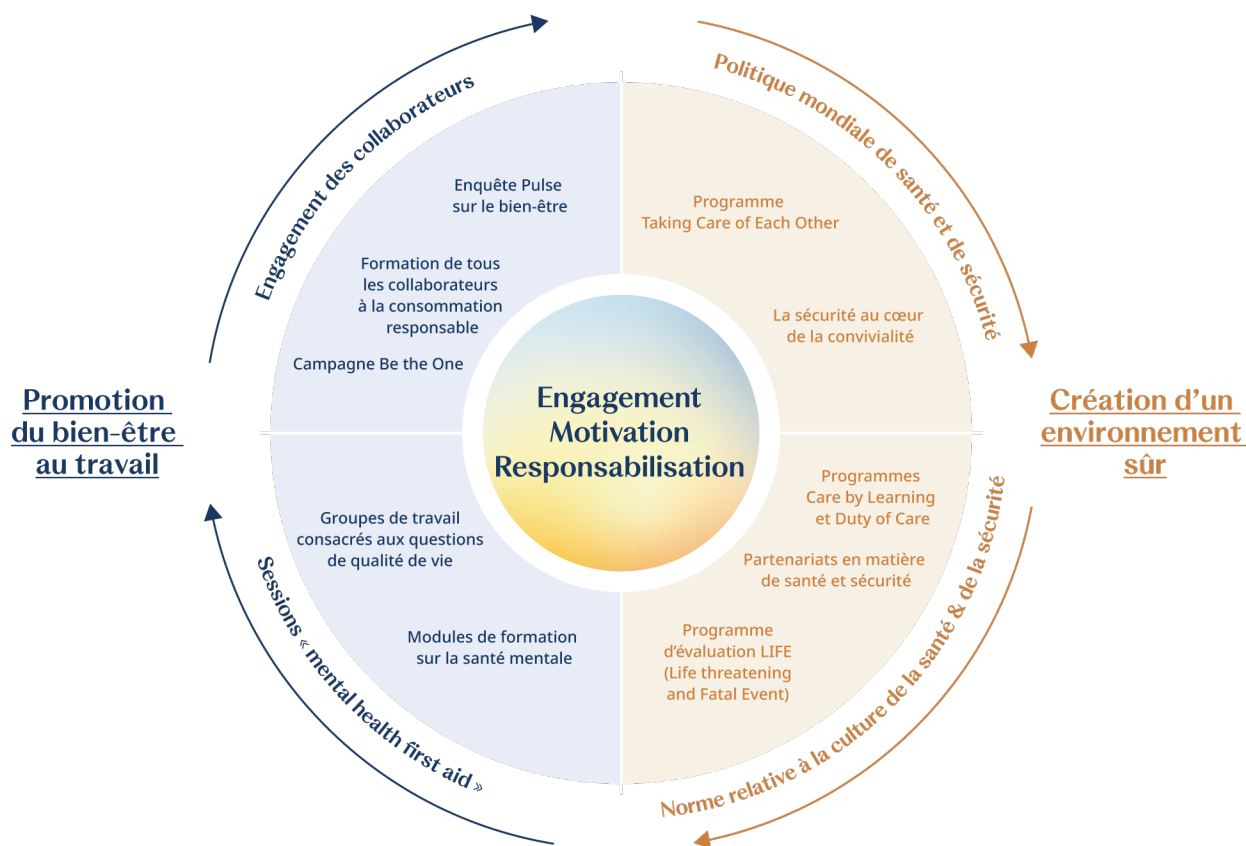 Engagement des collaborateurs
Politique mondiale de santé et de sécurité
Enquête Pulse
sur le bien-être
Formation de tous
les collaborateurs
à la consommation
responsable
Campagne Be the One
Programme
Taking Care of Each Other
La sécurité au cœur
de la convivialité
Promotion
du bien-être
au travail
Engagement
Motivation
Responsabilisation
Création d’un
environnement
sûr
Groupes de travail
consacrés aux questions
de qualité de vie
Modules de formation
sur la santé mentale
Programmes
Care by Learning
et Duty of Care
Partenariats en matière
de santé et sécurité
Programme
d’évaluation LIFE
(Life threatening
and Fatal Event)
Sessions « mental health first aid »
Norme relative à la culture de la santé & de la sécurité